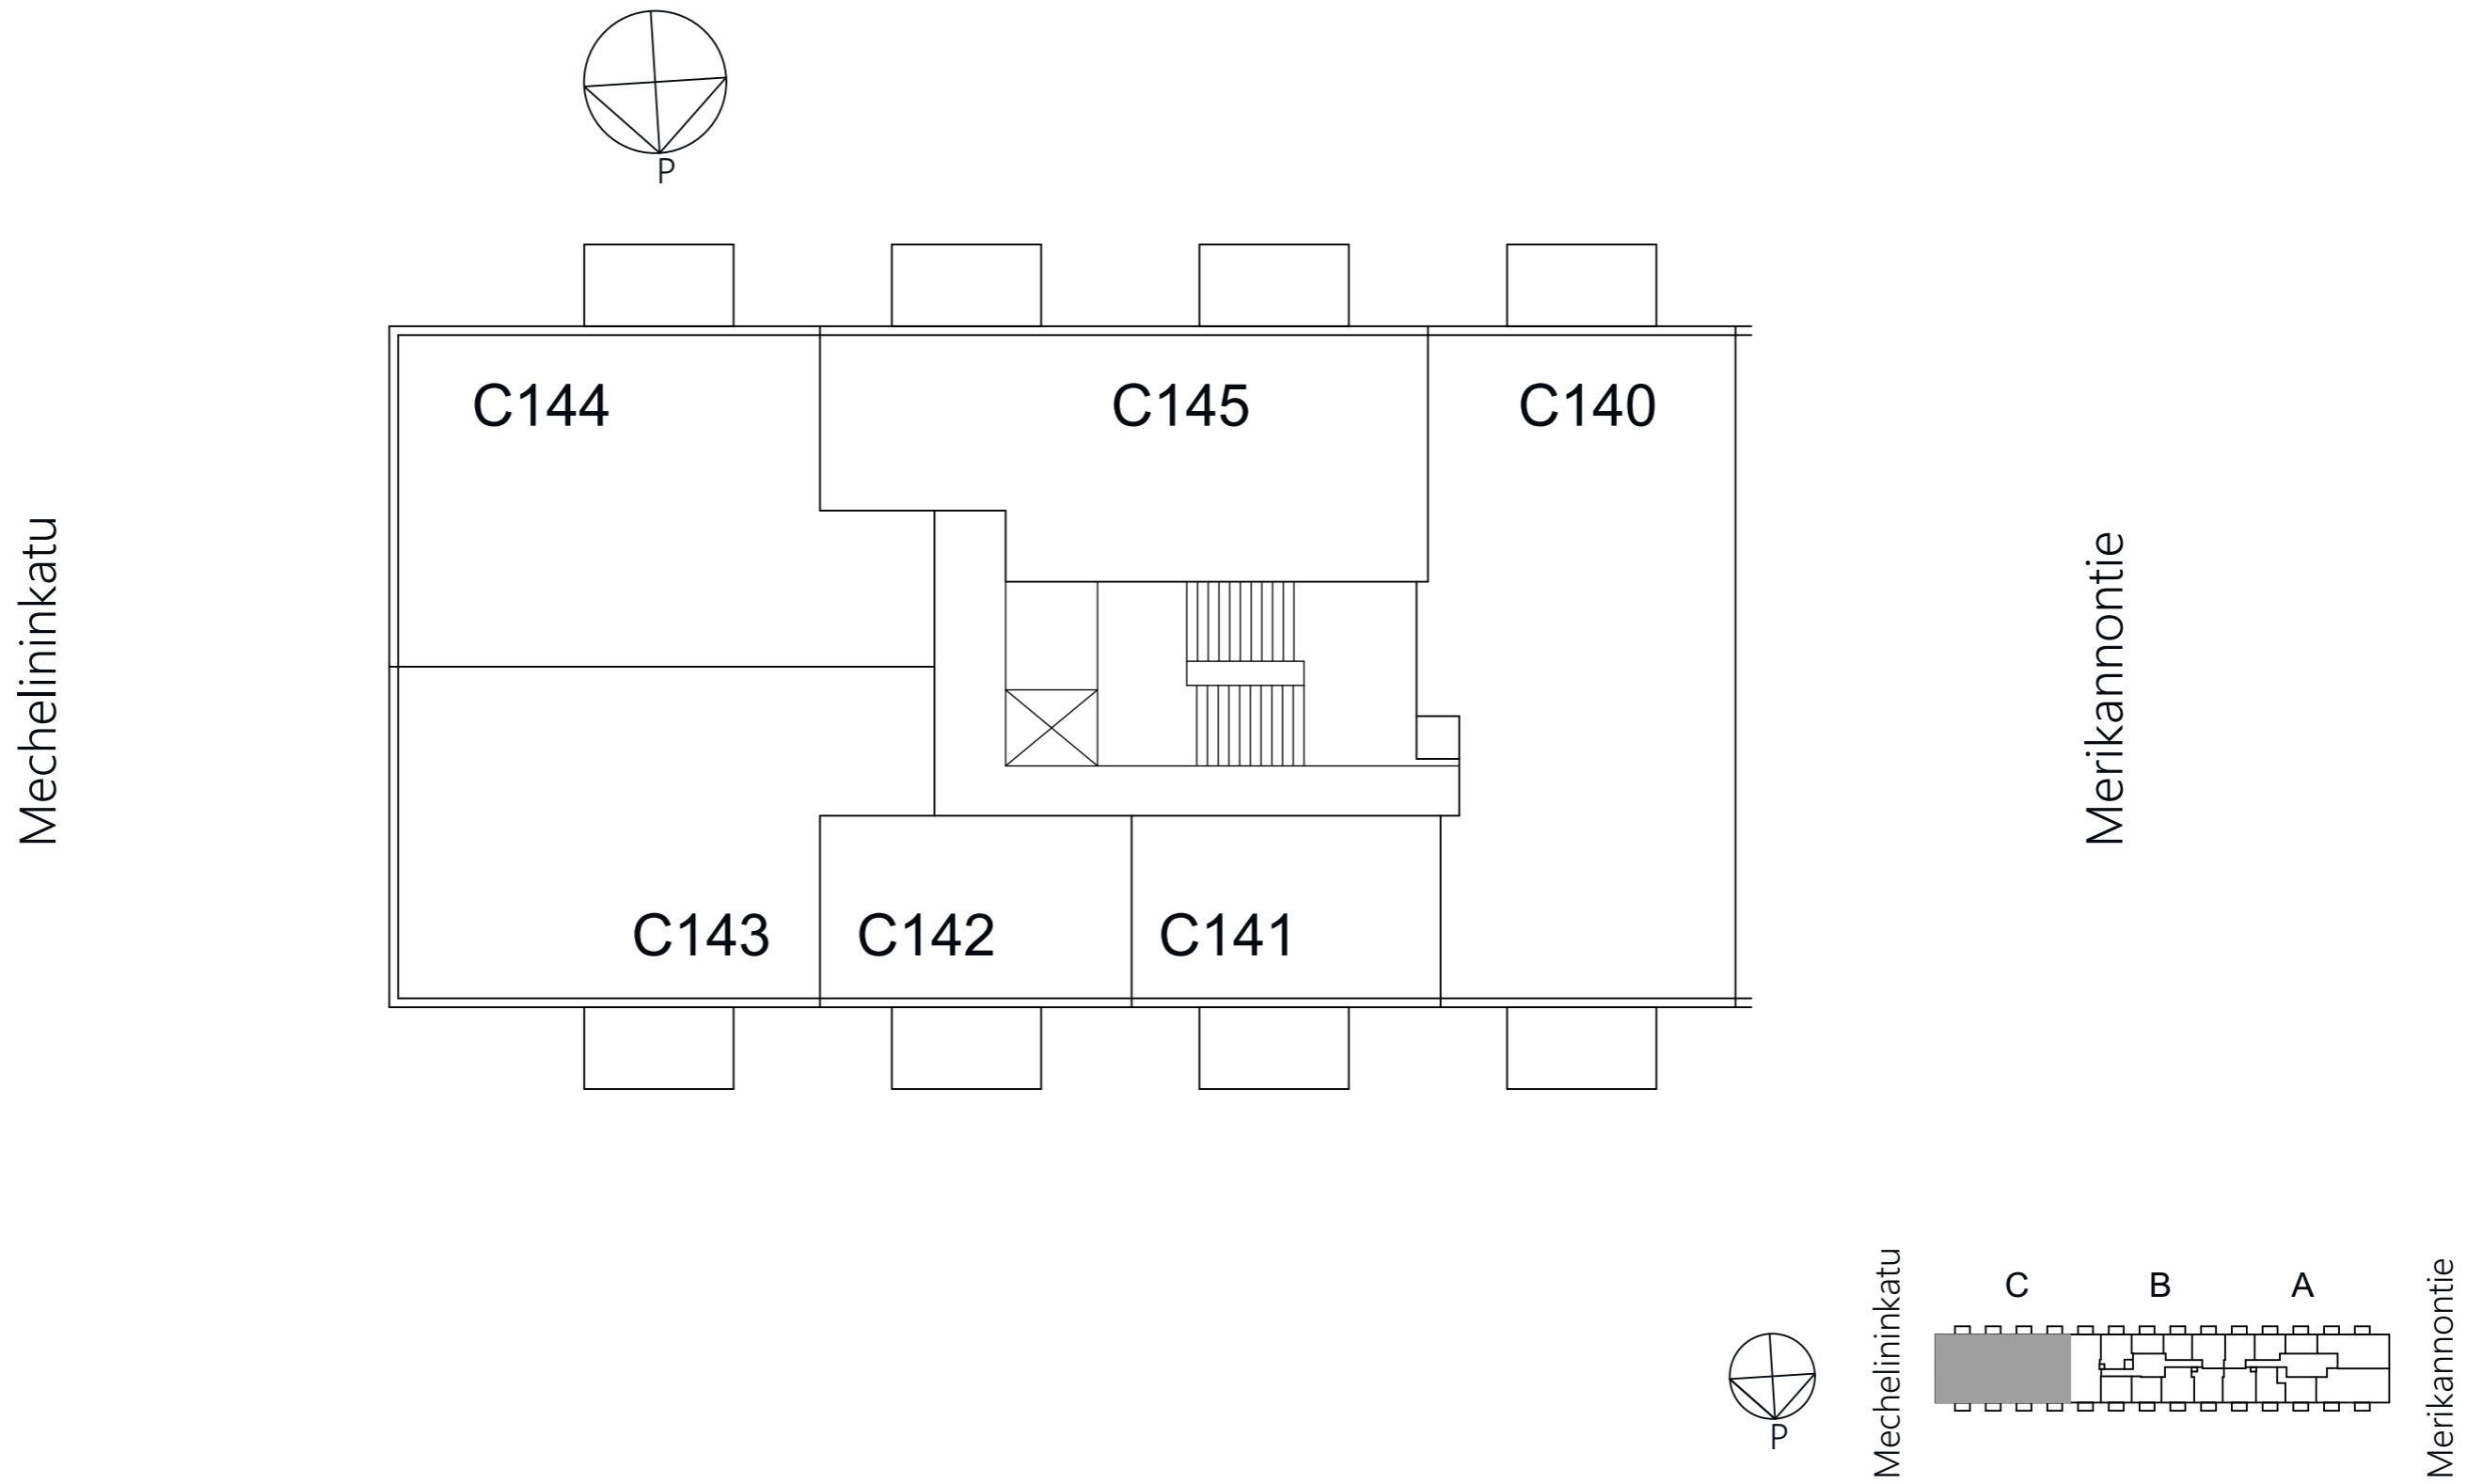 P
C144
C145
C140
Mechelininkatu
Merikannontie
C143
C142
C141
C
B
A
Mechelininkatu
Merikannontie
P